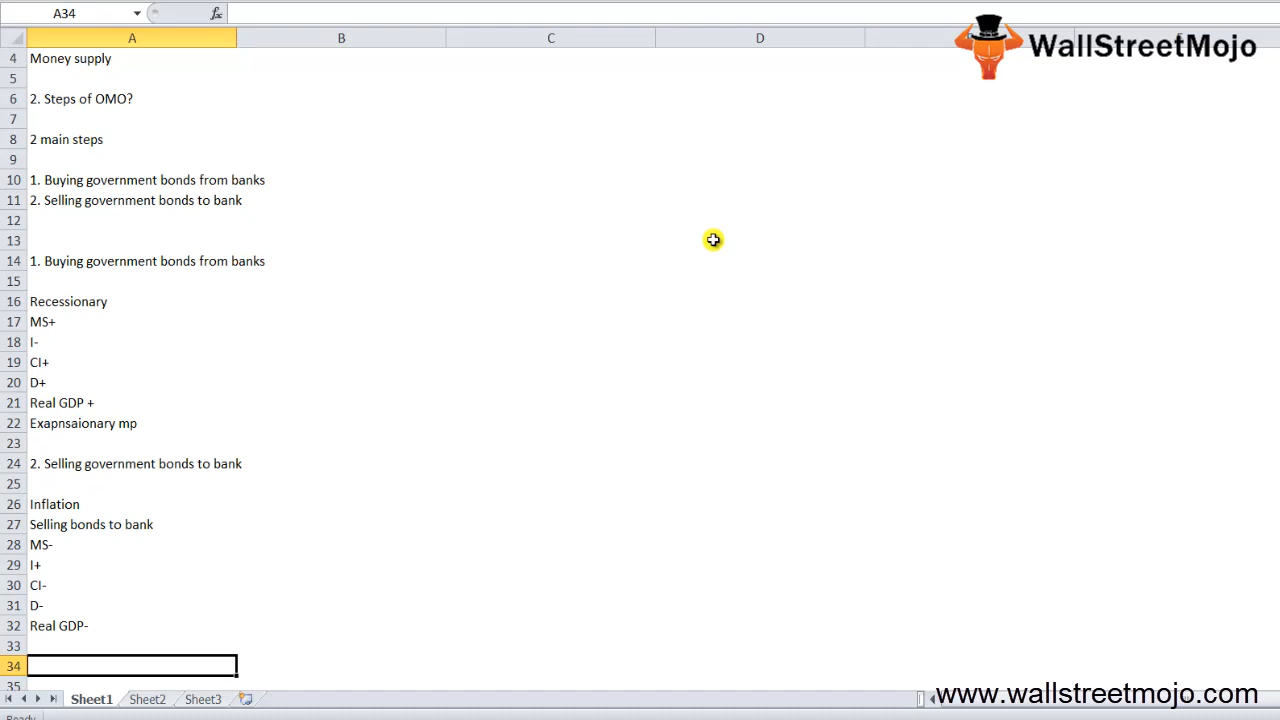 A34
fx
A B C D
WallStreetMojo
4 Money supply
5
6 2. Steps of OMO?
7
8 2 main steps
9
10 1. Buying government bonds from banks
11 2. Selling government bonds to bank
12
13
14 1. Buying government bonds from banks
15
16 Recessionary
17 MS+
18 I-
19 CI+
20 D+
21 Real GDP +
22 Exapnsaionary mp
23
24 2. Selling government bonds to bank
25
26 Inflation
27 Selling bonds to bank
28 MS-
29 I+
30 CI-
31 D-
32 Real GDP-
33
34
35
Sheet1 Sheet2 Sheet3
www.wallstreetmojo.com
Ready